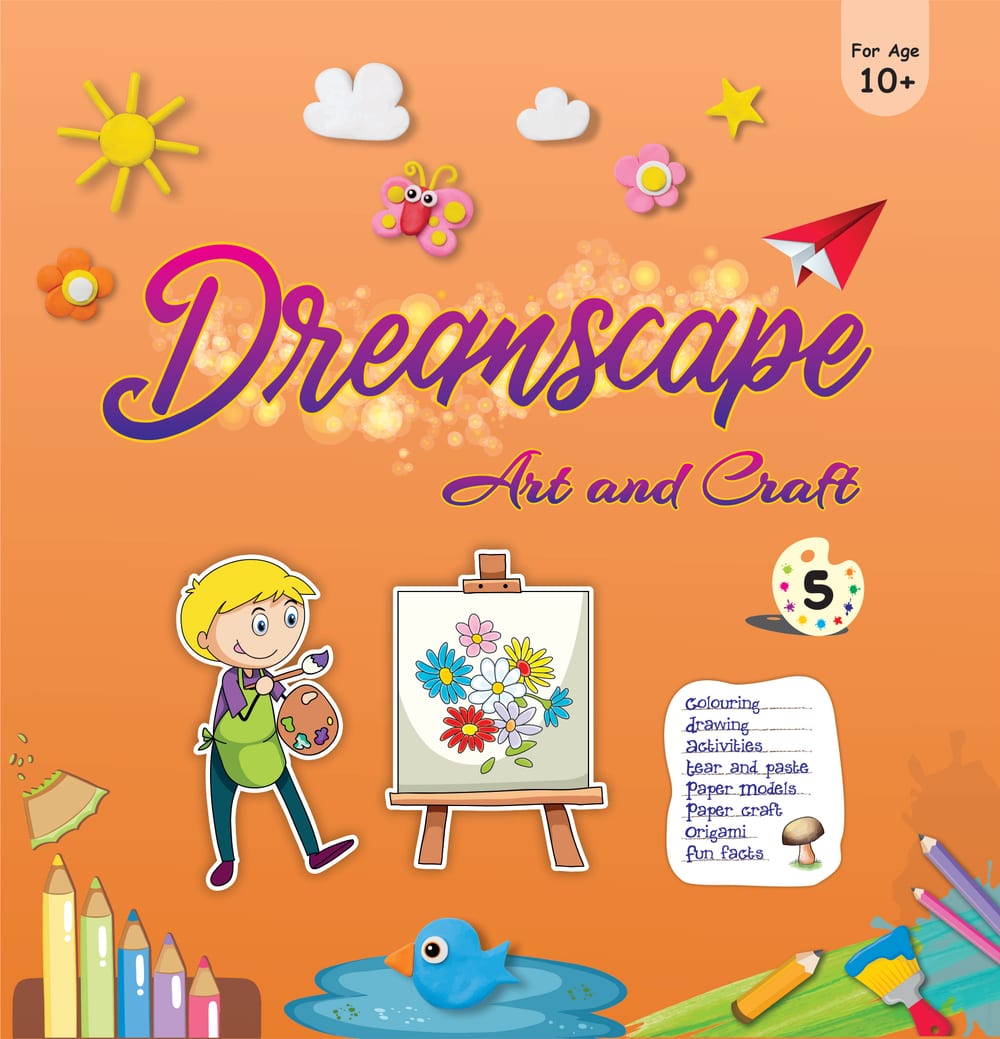 For Age
10+
Dreamscape
Art and Craft
5
Colouring
drawing
activities
tear and paste
Paper models
Paper craft
Origami
fun facts